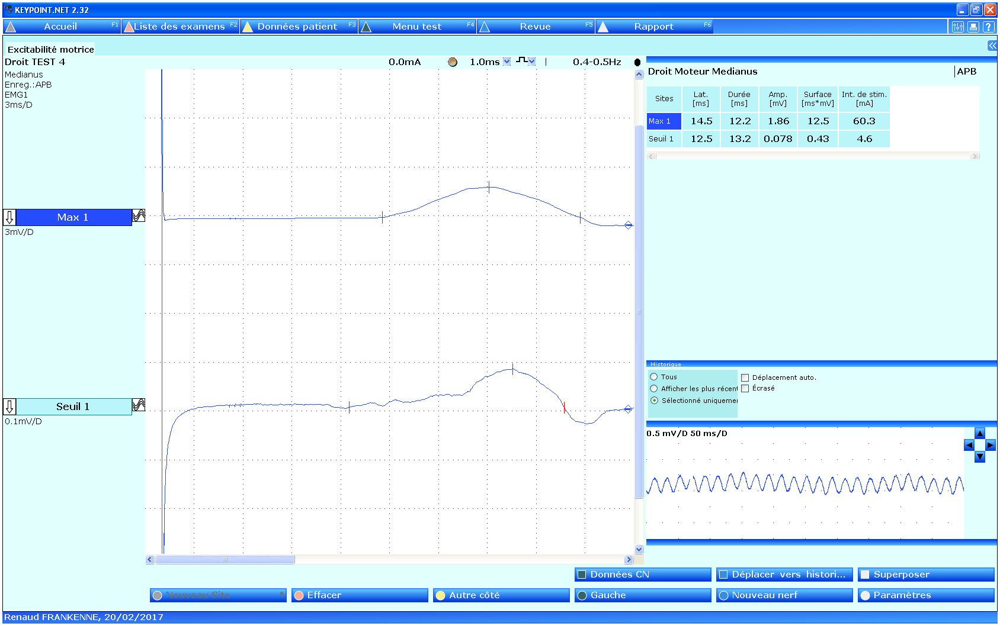 KEYPOINT.NET 2.32
Accueil F1 Liste des examens F2 Données patient F3 Menu test F4 Revue F5 Rapport F6
Excitabilité motrice
Droit TEST 4
0.0mA 1.0ms 0.4-0.5Hz
Medianus
Enreg.:APB
EMG1
3ms/D
Max 1
3mV/D
Seuil 1
0.1mV/D
Droit Moteur Medianus APB
Sites Lat. [ms] Durée [ms] Amp. [mV] Surface [ms*mV] Int. de stim. [mA]
Max 1 14.5 12.2 1.86 12.5 60.3
Seuil 1 12.5 13.2 0.078 0.43 4.6
Historique
Tous
Afficher les plus récent
Sélectionné uniquemer
Déplacement auto.
Écrasé
0.5 mV/D 50 ms/D
Données CN Déplacer vers histori... Superposer
Nouveau Site A Effacer Autre côté Gauche Nouveau nerf Paramètres
Renaud FRANKENNE, 20/02/2017